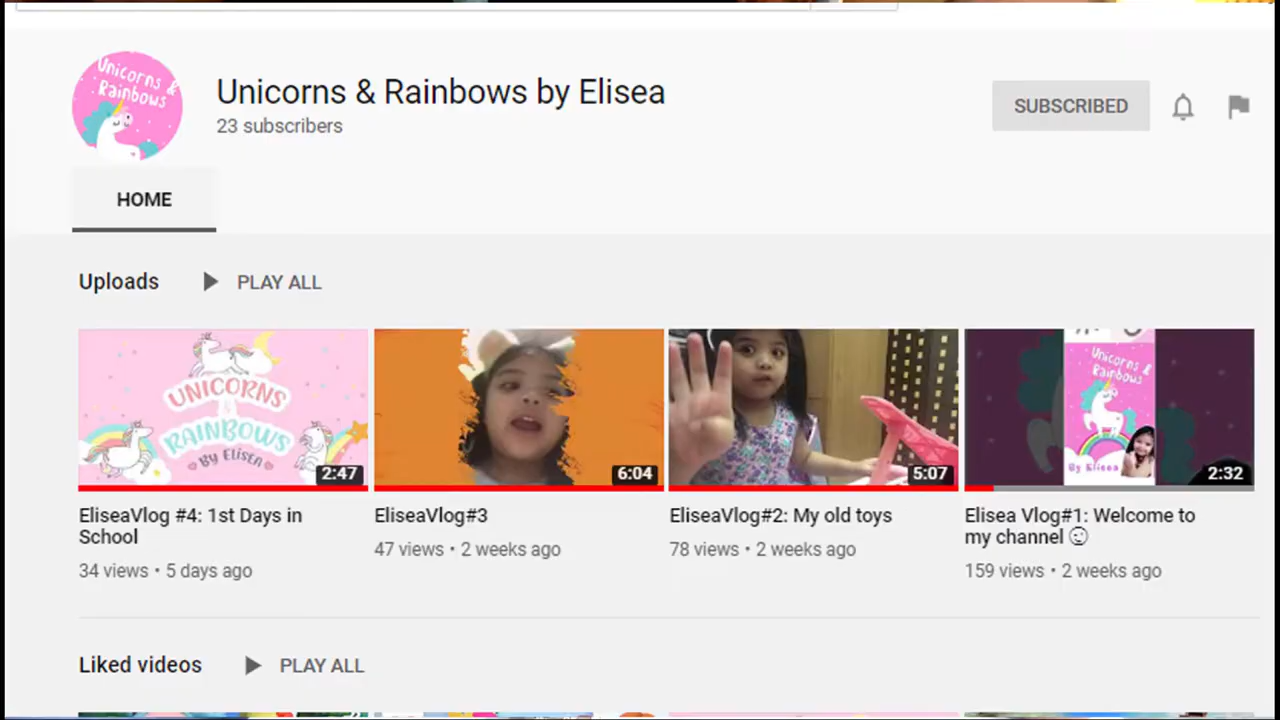 Unicorns &
Rainbows
Unicorns & Rainbows by Elisea
23 subscribers
SUBSCRIBED
HOME
Uploads
PLAY ALL
UNICORNS
&
RAINBOWS
By Elisea
2:47
6:04
5:07
Unicorns &
Rainbows
By Elisea
2:32
EliseaVlog #4: 1st Days in
School
34 views • 5 days ago
EliseaVlog#3
47 views • 2 weeks ago
EliseaVlog#2: My old toys
78 views • 2 weeks ago
Elisea Vlog#1: Welcome to
my channel 😉
159 views • 2 weeks ago
Liked videos
PLAY ALL